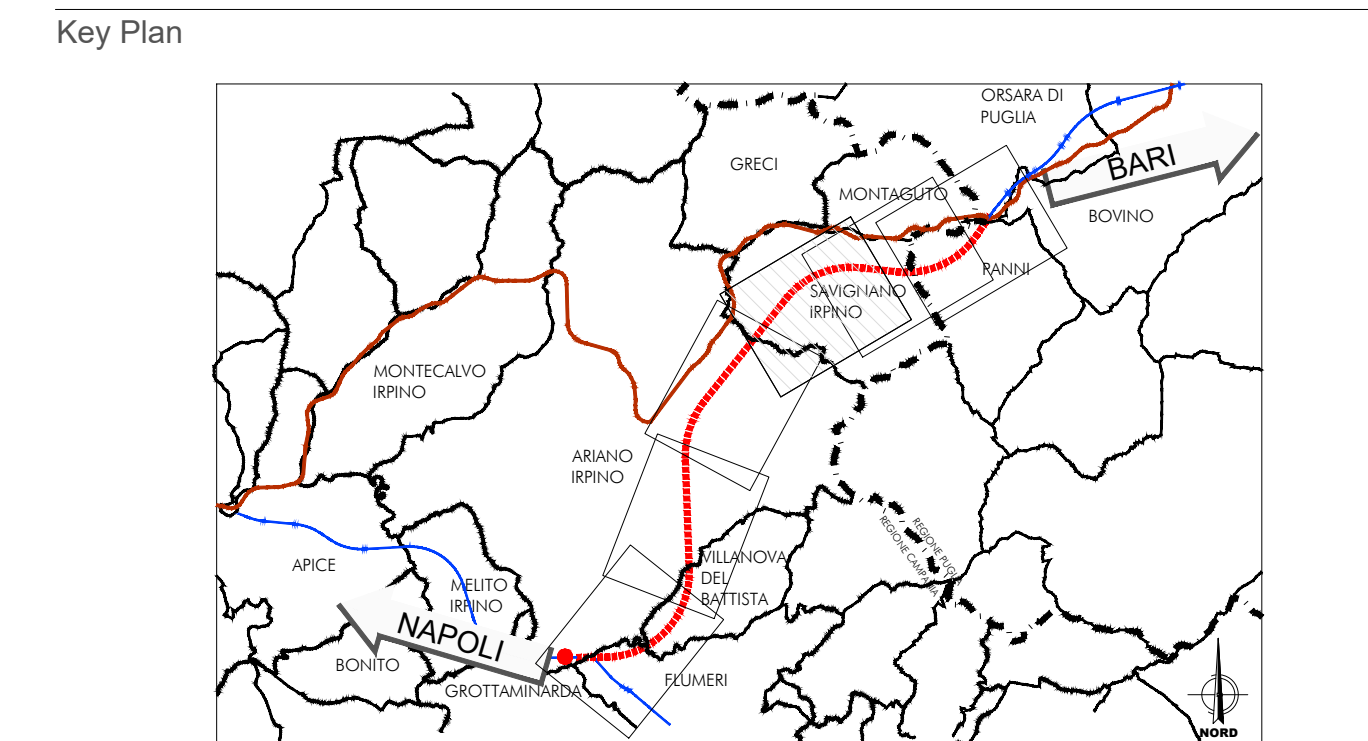 Key Plan
ORSARA DI
PUGLIA
GRECI
BARI
MONTAGUTO
BOVINO
PANNI
SAVIGNANO
iRPINO
MONTECALVO
IRPINO
ARIANO
IRPINO
REGIONE PUGLIA
REGIONE CAMPANIA
APICE
VILLANOVA
DEL
BATTISTA
MELITO
IRPINO
NAPOLI
BONITO
GROTTAMINARDA
FLUMERI
NORD